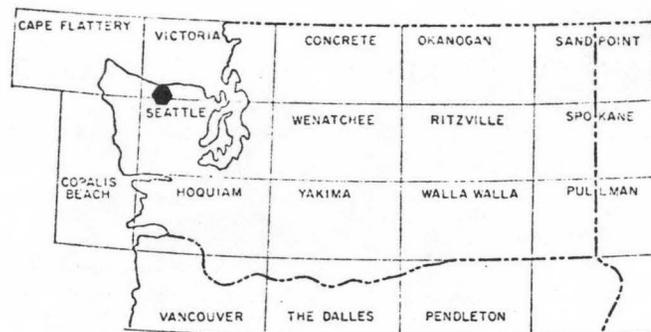 CAPE FLATTERY
VICTORIA
CONCRETE
OKANOGAN
SAND POINT
SEATTLE
WENATCHEE
RITZVILLE
SPOKANE
COPALIS
BEACH
HOQUIAM
YAKIMA
WALLA WALLA
PULLMAN
VANCOUVER
THE DALLES
PENDLETON